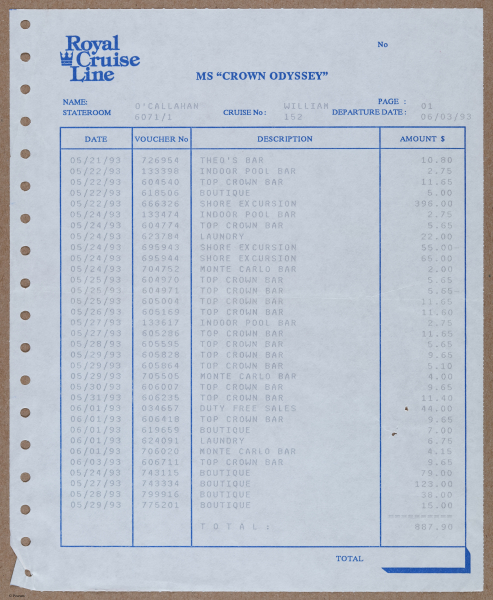 Royal
Cruise
Line
No
MS "CROWN ODYSSEY"
NAME: O'CALLAHAN WILLIAM PAGE : 01
STATEROOM 6071/1 CRUISE No : 152 DEPARTURE DATE : 06/03/93
DATE VOUCHER No DESCRIPTION AMOUNT $
05/21/93 726954 THEO'S BAR 10.80
05/22/93 133398 INDOOR POOL BAR 2.75
05/22/93 604540 TOP CROWN BAR 11.65
05/22/93 618506 BOUTIQUE 6.00
05/22/93 666326 SHORE EXCURSION 396.00
05/24/93 133474 INDOOR POOL BAR 2.75
05/24/93 604774 TOP CROWN BAR 5.65
05/24/93 623784 LAUNDRY 22.00
05/24/93 695943 SHORE EXCURSION 55.00
05/24/93 695944 SHORE EXCURSION
05/24/93 704752 MONTE CARLO BAR 2.00
05/25/93 604920 TOP CROWN BAR 5.65
05/25/93 604971 TOP CROWN BAR 5.65
05/25/93 605004 TOP CROWN BAR 11.65
05/26/93 605169 TOP CROWN BAR
05/27/93 133617 INDOOR POOL BAR 2.75
05/27/93 605286 TOP CROWN BAR 11.65
05/28/93 605595 TOP CROWN BAR 5.65
05/29/93 605828 TOP CROWN BAR 9.65
05/29/93 605864 TOP CROWN BAR 5.10
05/29/93 705505 MONTE CARLO BAR 4.00
05/30/93 606007 TOP CROWN BAR 9.65
05/31/93 606235 TOP CROWN BAR 11.40
06/01/93 034667 DUTY FREE SALES 44.00
06/01/93 606418 TOP CROWN BAR 9.65
06/01/93 619659 BOUTIQUE 7.00
06/01/93 624091 LAUNDRY 6.75
06/01/93 706020 MONTE CARLO BAR 4.15
06/03/93 606711 TOP CROWN BAR 9.65
05/24/93 743115 BOUTIQUE 79.00
05/27/93 743334 BOUTIQUE 123.00
05/28/93 799916 BOUTIQUE
05/29/93 775201 BOUTIQUE 15.00
----------
T O T A L : 887.90
TOTAL